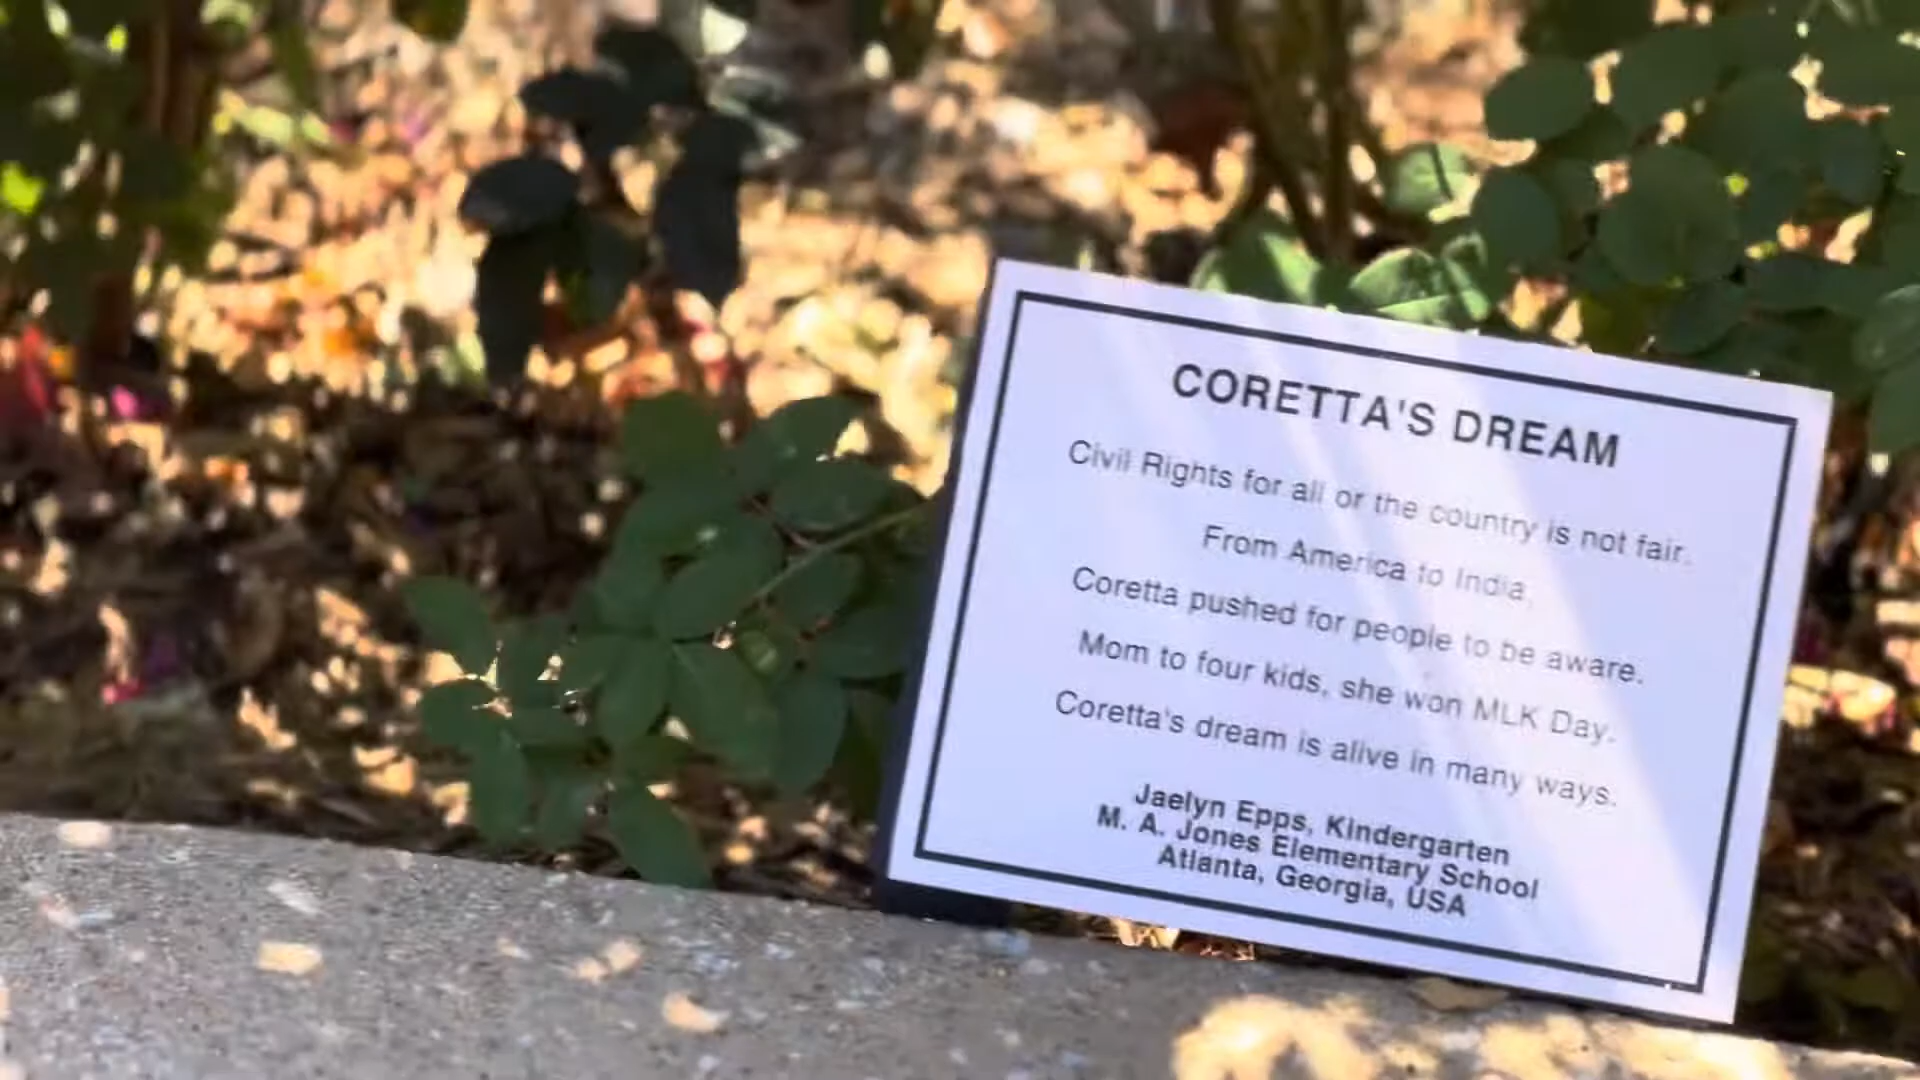 CORETTA'S DREAM
Civil Rights for all or the country is not fair.
From America to India,
Coretta pushed for people to be aware.
Mom to four kids, she won MLK Day.
Coretta's dream is alive in many ways.
Jaelyn Epps, Kindergarten
M. A. Jones Elementary School
Atlanta, Georgia, USA